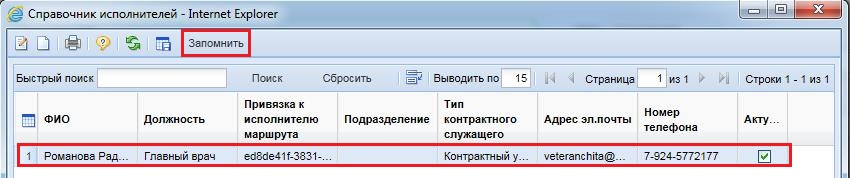 Справочник исполнителей - Internet Explorer
Запомнить
Быстрый поиск Поиск Сбросить Выводить по 15 Страница 1 из 1 Строки 1 - 1 из 1
ФИО Должность Привязка к исполнителю маршрута Подразделение Тип контрактного служащего Адрес эл.почты Номер телефона Акту...
1 Романова Рад... Главный врач ed8de41f-3831-... Контрактный у... veteranchita@... 7-924-5772177